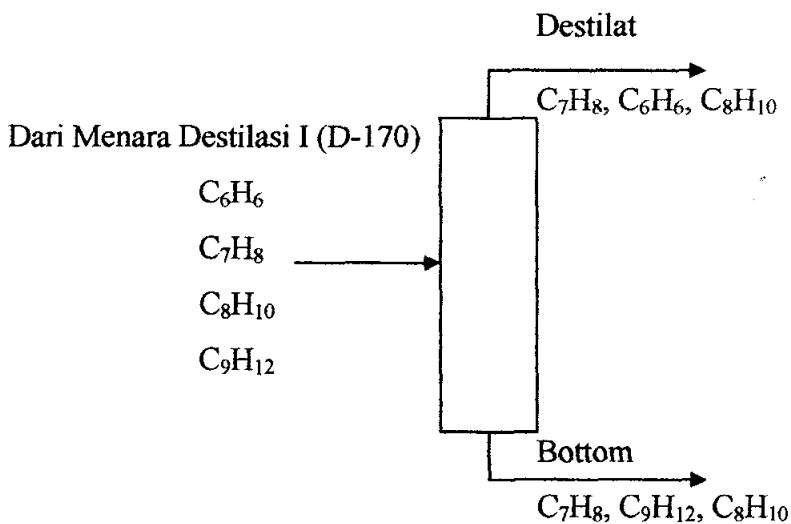 Destilat
C₇H₈, C₆H₆, C₈H₁₀
Dari Menara Destilasi I (D-170)
C₆H₆
C₇H₈
C₈H₁₀
C₉H₁₂
Bottom
C₇H₈, C₉H₁₂, C₈H₁₀